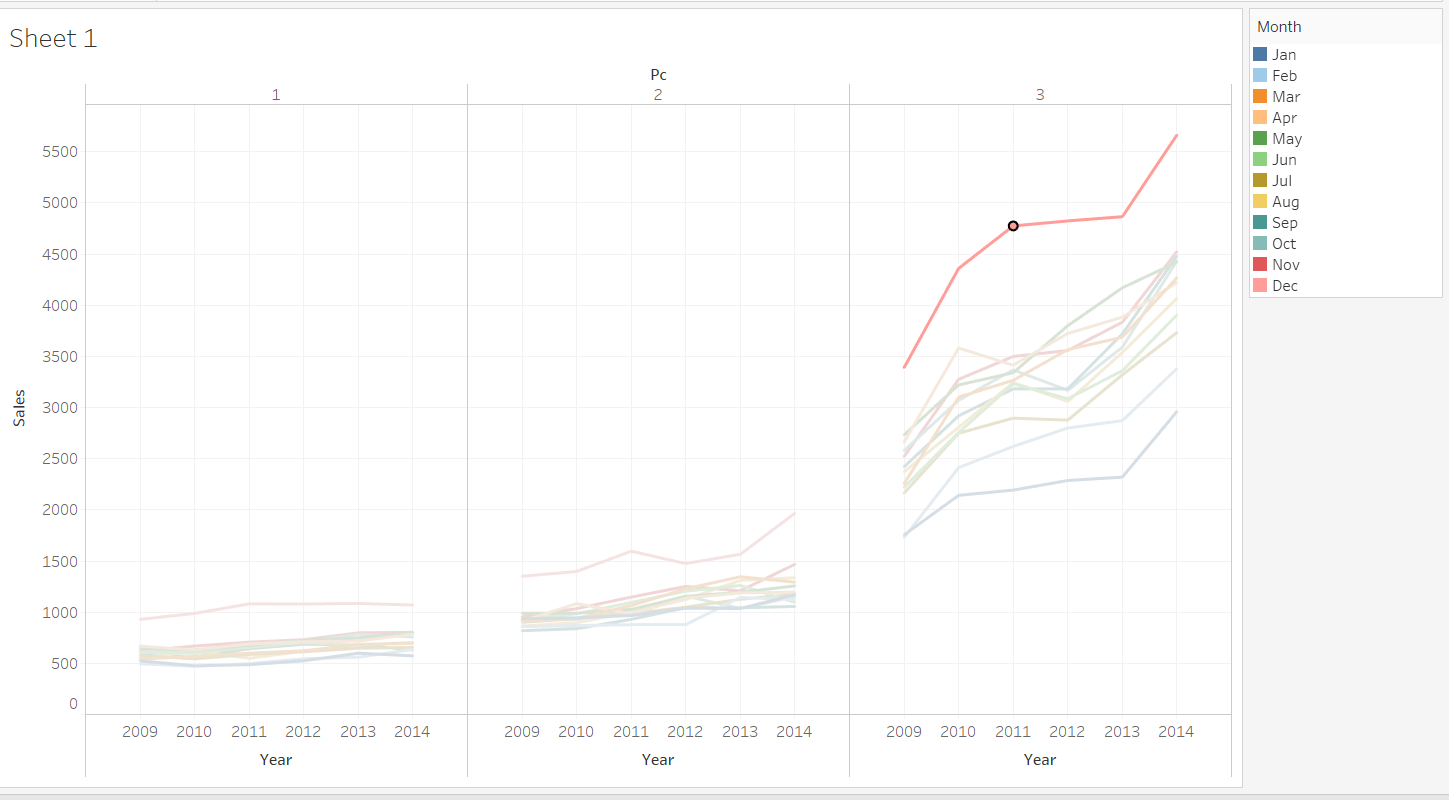 Sheet 1
Pc
1 2 3
5500
5000
4500
4000
3500
3000
2500
2000
1500
1000
500
0
Sales
2009 2010 2011 2012 2013 2014 2009 2010 2011 2012 2013 2014 2009 2010 2011 2012 2013 2014
Year Year Year
Month
Jan
Feb
Mar
Apr
May
Jun
Jul
Aug
Sep
Oct
Nov
Dec